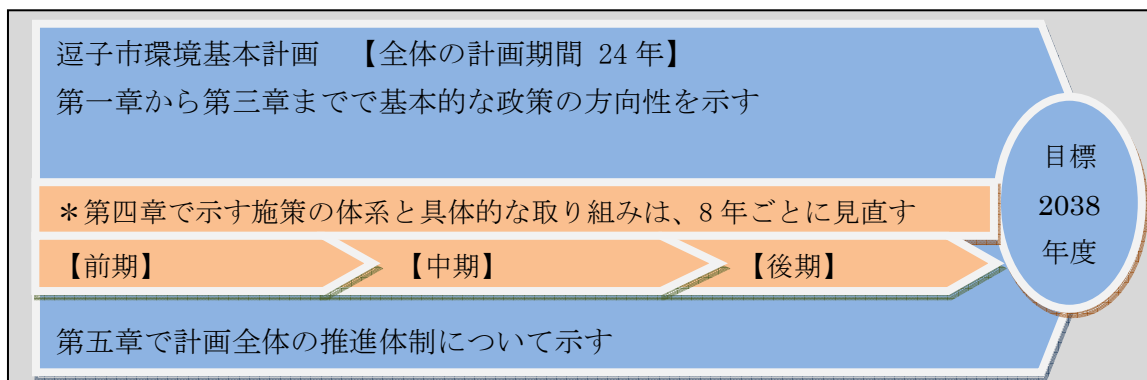 逗子市環境基本計画　【全体の計画期間 24 年】
第一章から第三章までで基本的な政策の方向性を示す
＊第四章で示す施策の体系と具体的な取り組みは、8 年ごとに見直す
【前期】
【中期】
【後期】
第五章で計画全体の推進体制について示す
目標
2038
年度